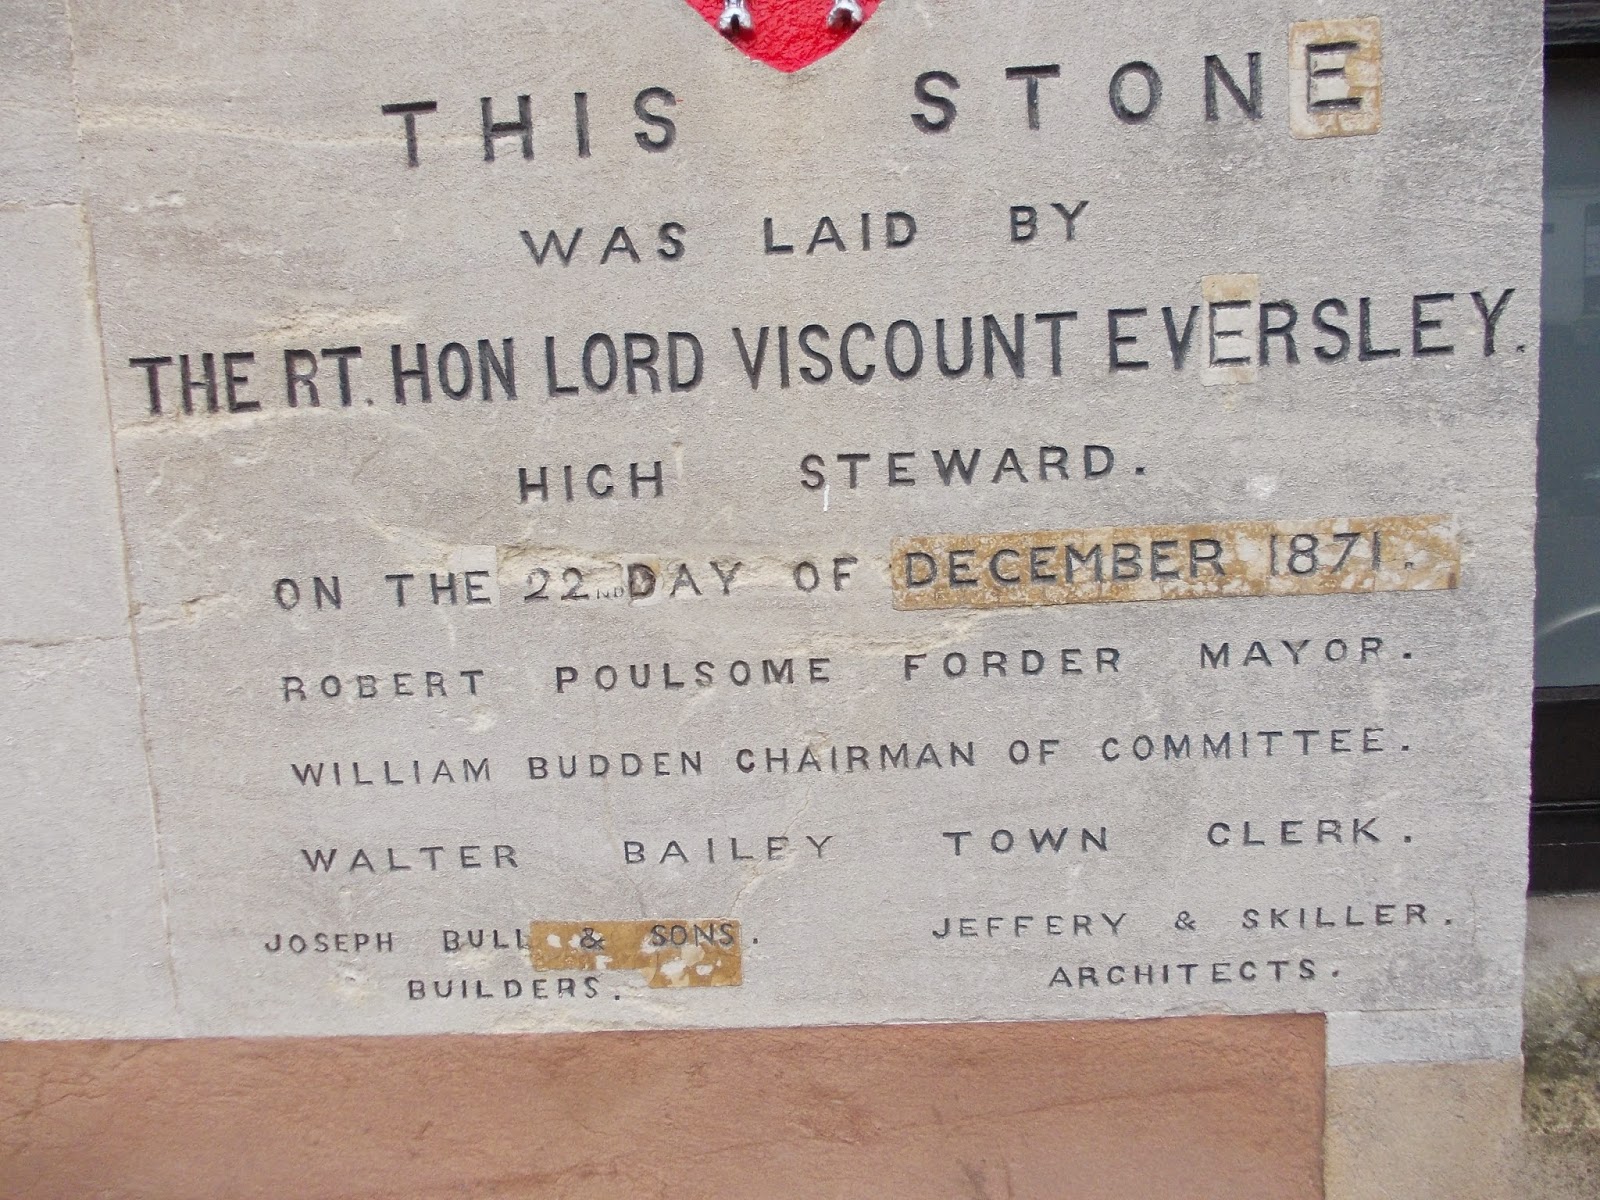 THIS STONE
WAS LAID BY
THE RT. HON LORD VISCOUNT EVERSLEY.
HIGH STEWARD.
ON THE 22ND DAY OF DECEMBER 1871.
ROBERT POULSOME FORDER MAYOR.
WILLIAM BUDDEN CHAIRMAN OF COMMITTEE.
WALTER BAILEY TOWN CLERK.
JOSEPH BULL & SONS.
BUILDERS.
JEFFERY & SKILLER.
ARCHITECTS.